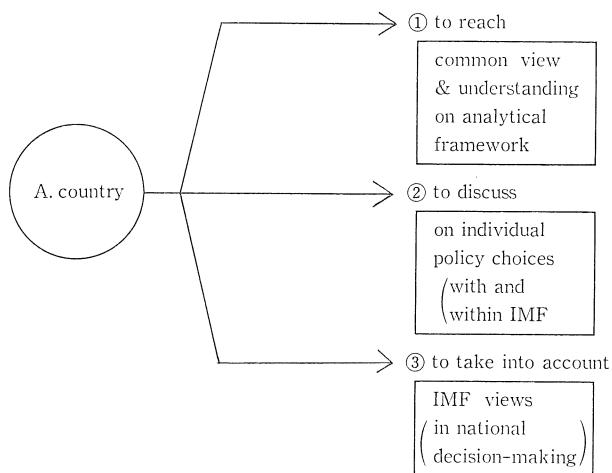 ① to reach
common view
& understanding
on analytical
framework
A. country
② to discuss
on individual
policy choices
(with and
within IMF
③ to take into account
IMF views
(in national
decision-making)